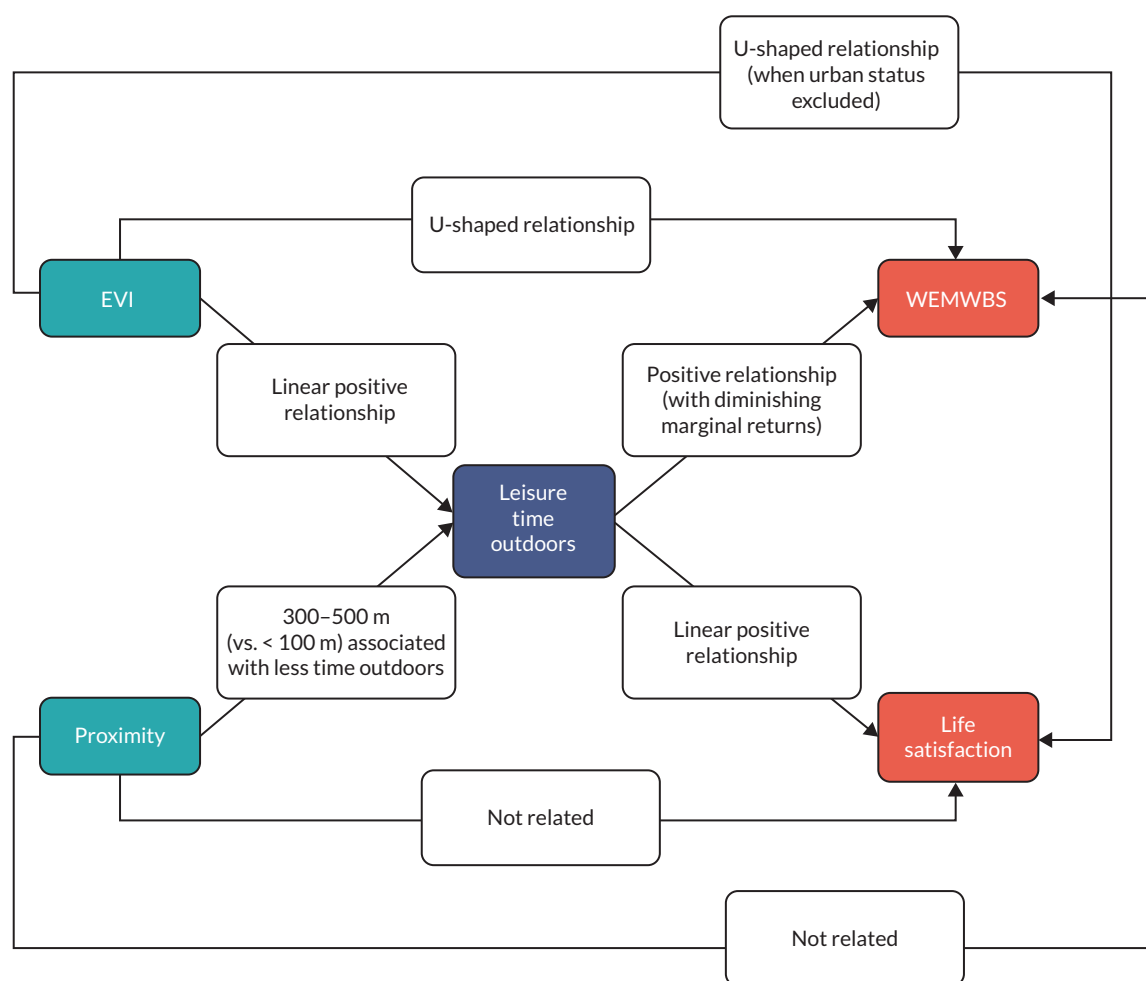 U-shaped relationship
(when urban status
excluded)
U-shaped relationship
EVI
WEMWBS
Linear positive
relationship
Positive relationship
(with diminishing
marginal returns)
Leisure
time
outdoors
300–500 m
(vs. < 100 m) associated
with less time outdoors
Linear positive
relationship
Proximity
Life
satisfaction
Not related
Not related